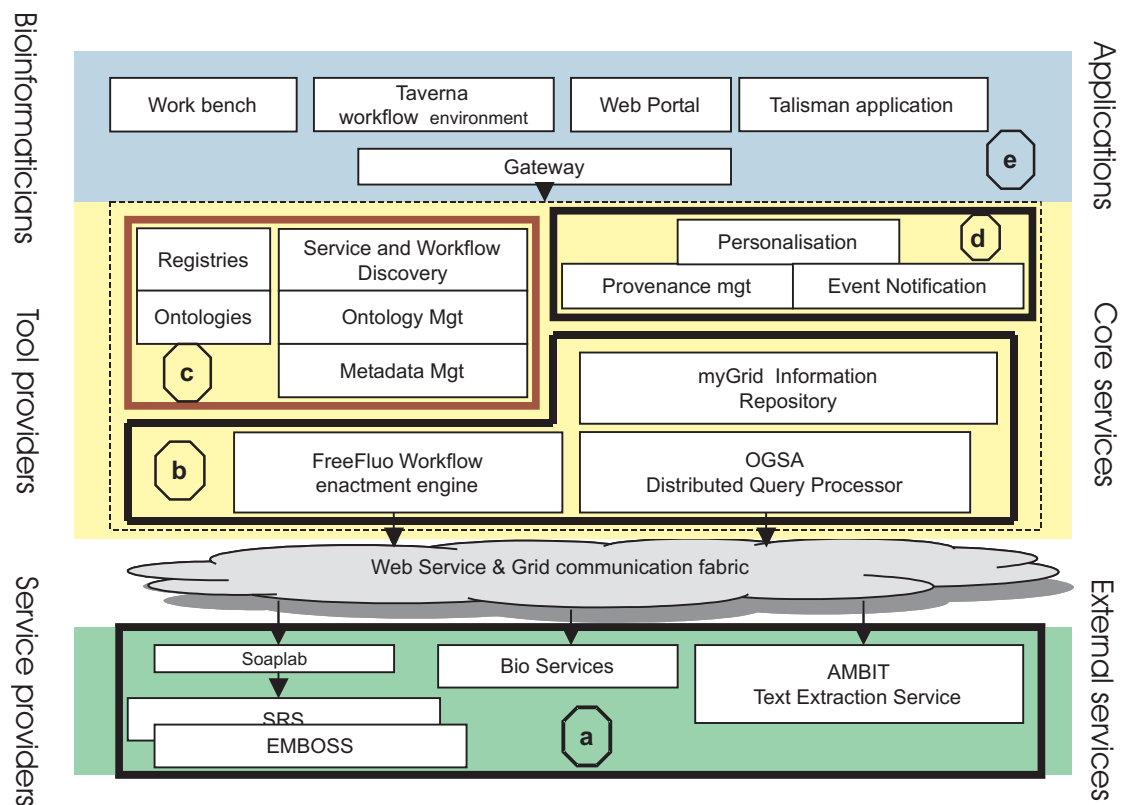 Bioinformaticians
Tool providers
Service providers
Applications
Core services
External services
Work bench
Taverna
workflow environment
Web Portal
Talisman application
e
Gateway
Registries
Service and Workflow
Discovery
Ontologies
Ontology Mgt
c
Metadata Mgt
Personalisation
d
Provenance mgt
Event Notification
myGrid Information
Repository
b
FreeFluo Workflow
enactment engine
OGSA
Distributed Query Processor
Web Service & Grid communication fabric
Soaplab
Bio Services
AMBIT
Text Extraction Service
SRS
EMBOSS
a